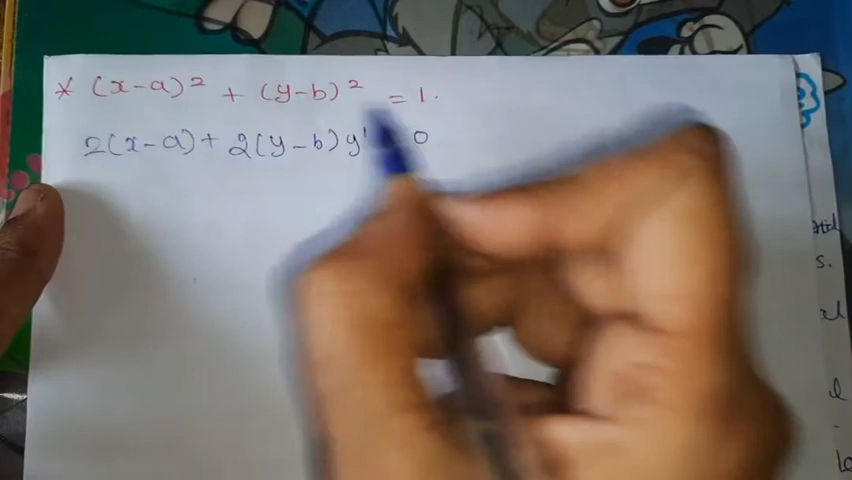 * (x-a)² + (y-b)² = 1.
2(x-a) + 2(y-b)y' = 0